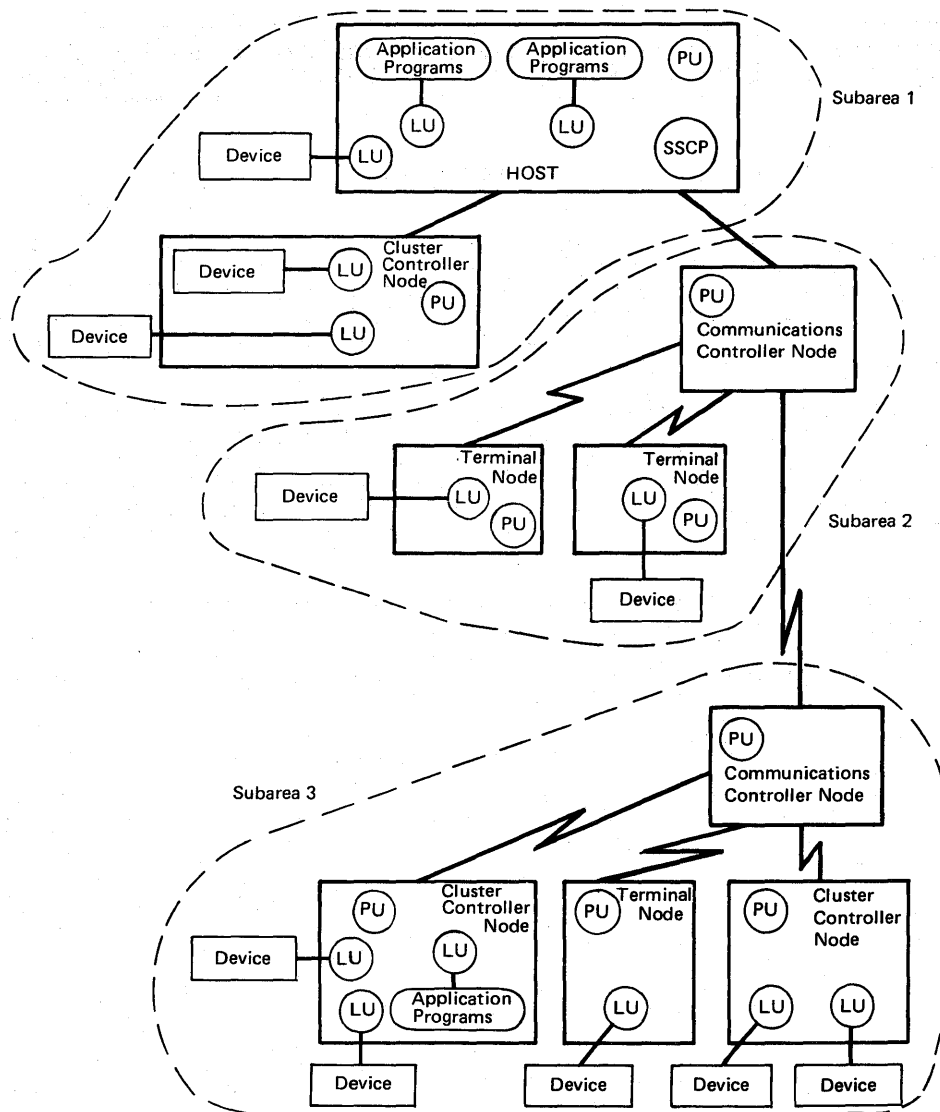 Application
Programs
Application
Programs
PU
Subarea 1
LU
LU
Device
LU
SSCP
HOST
Device
LU
Cluster
Controller
Node
PU
Device
LU
PU
Communications
Controller Node
Terminal
Node
Device
LU
PU
Terminal
Node
LU
PU
Device
Subarea 2
PU
Communications
Controller Node
Subarea 3
PU
Cluster
Controller
Node
Device
LU
LU
LU
Application
Programs
Device
PU
Terminal
Node
LU
Device
PU
Cluster
Controller
Node
LU
LU
Device
Device